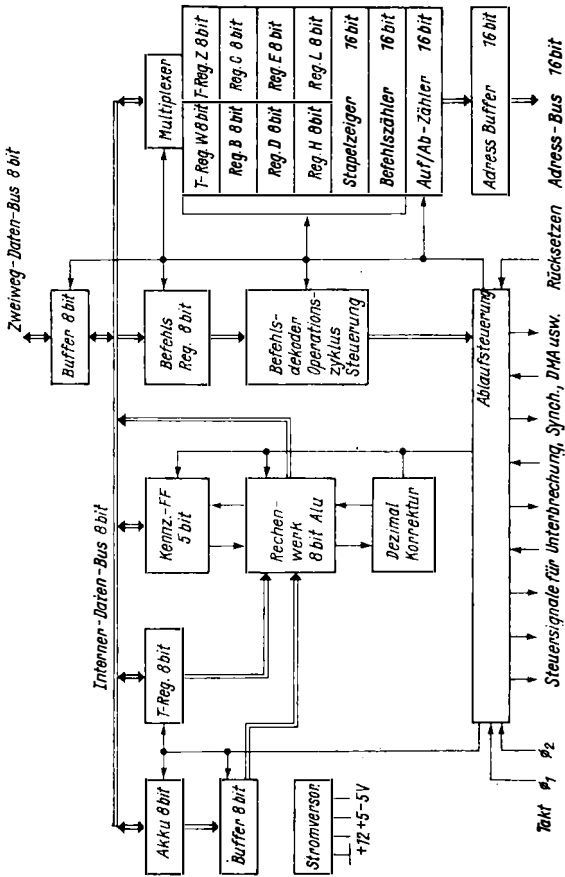 Zweiweg-Daten-Bus 8 bit
Interner-Daten-Bus 8 bit
Akku 8 bit
T-Reg. 8 bit
Kennz.-FF
5 bit
Buffer 8 bit
Befehls
Reg. 8 bit
Multiplexer
T-Reg. W 8 bit
T-Reg. Z 8 bit
Reg. B 8 bit
Reg. C 8 bit
Reg. D 8 bit
Reg. E 8 bit
Reg. H 8 bit
Reg. L 8 bit
Stapelzeiger 16 bit
Befehlszähler 16 bit
Auf/Ab-Zähler 16 bit
Buffer 8 bit
Rechen-
werk
8 bit Alu
Befehls-
dekoder
Operations-
zyklus
Steuerung
Stromversor.
+12 +5 -5V
Dezimal
Korrektur
Adress Buffer 16 bit
Ablaufsteuerung
Takt ϕ1 ϕ2
Steuersignale für Unterbrechung, Synch., DMA usw.
Rücksetzen
Adress-Bus 16 bit